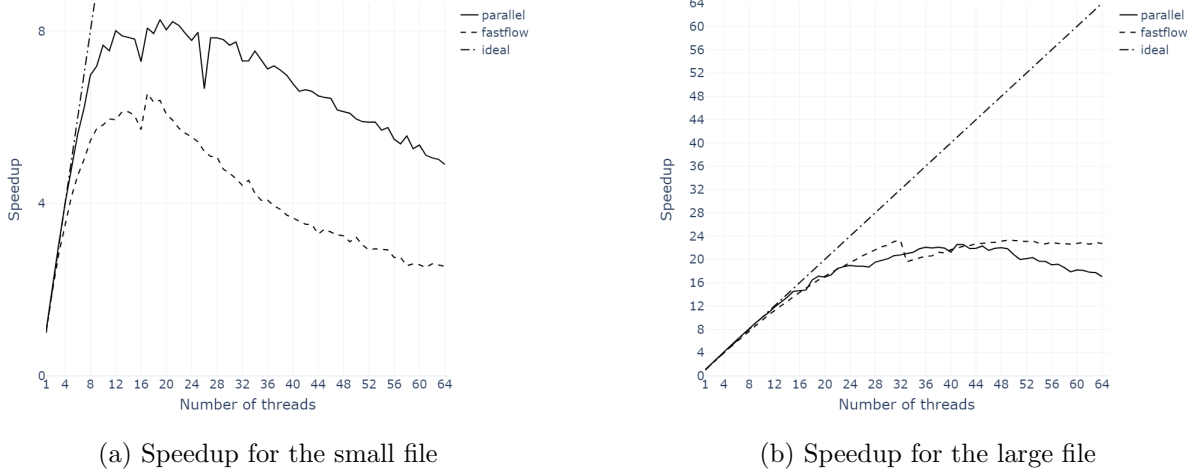 8
4
0
Speedup
1 4 8 12 16 20 24 28 32 36 40 44 48 52 56 60 64
Number of threads
parallel
fastflow
ideal
(a) Speedup for the small file
64
60
56
52
48
44
40
36
32
28
24
20
16
12
8
4
0
Speedup
1 4 8 12 16 20 24 28 32 36 40 44 48 52 56 60 64
Number of threads
parallel
fastflow
ideal
(b) Speedup for the large file